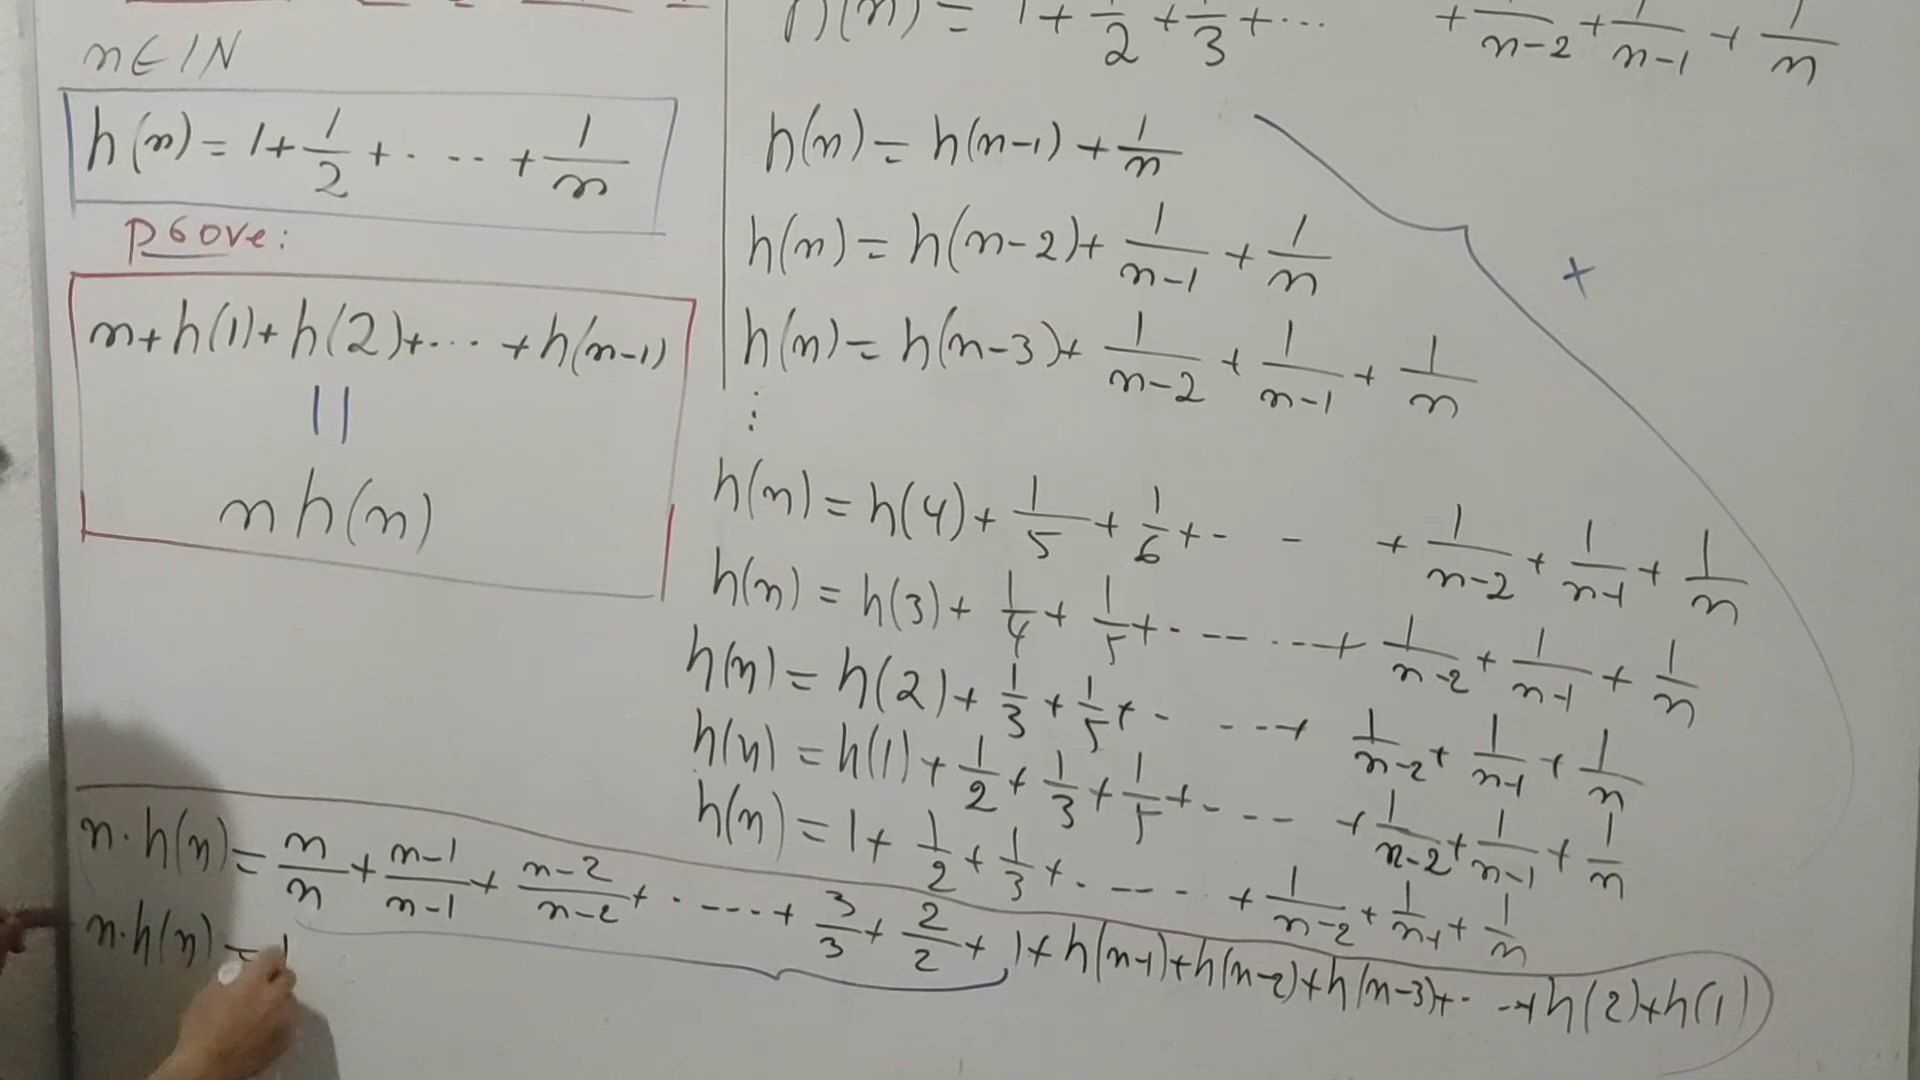 n∈IN
h(n) = 1 + 1/2 + · - - + 1/n
prove:
n+h(1)+h(2)+··· +h(n-1)
||
n h(n)
h(n) = 1 + 1/2 + 1/3 + ··· + 1/(n-2) + 1/(n-1) + 1/n
h(n) = h(n-1) + 1/n
h(n) = h(n-2) + 1/(n-1) + 1/n
+
h(n) = h(n-3) + 1/(n-2) + 1/(n-1) + 1/n
⋮
h(n) = h(4) + 1/5 + 1/6 + - - + 1/(n-2) + 1/(n-1) + 1/n
h(n) = h(3) + 1/4 + 1/5 + · -- ··· + 1/(n-2) + 1/(n-1) + 1/n
h(n) = h(2) + 1/3 + 1/5 + - --- + 1/(n-2) + 1/(n-1) + 1/n
h(n) = h(1) + 1/2 + 1/3 + 1/5 + - -- + 1/(n-2) + 1/(n-1) + 1/n
h(n) = 1 + 1/2 + 1/3 + · --- - + 1/(n-2) + 1/(n-1) + 1/n
n·h(n) = n/n + (n-1)/(n-1) + (n-2)/(n-2) + · --- + 3/3 + 2/2 + 1 + h(n-1) + h(n-2) + h(n-3) + · - + h(2) + h(1)
n·h(n) =